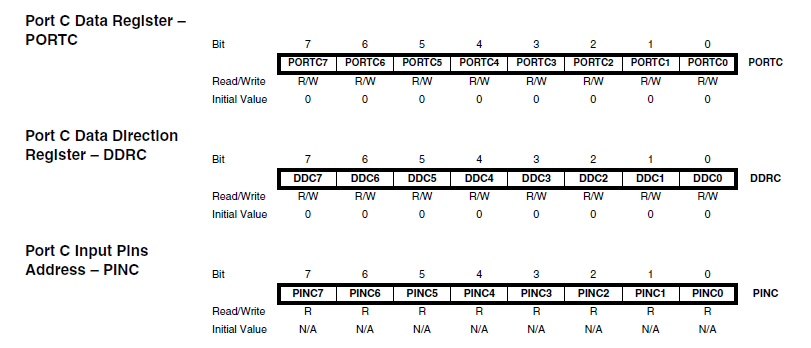 Port C Data Register –
PORTC
Bit 7 6 5 4 3 2 1 0
PORTC7 PORTC6 PORTC5 PORTC4 PORTC3 PORTC2 PORTC1 PORTC0 PORTC
Read/Write R/W R/W R/W R/W R/W R/W R/W R/W
Initial Value 0 0 0 0 0 0 0 0
Port C Data Direction
Register – DDRC
Bit 7 6 5 4 3 2 1 0
DDC7 DDC6 DDC5 DDC4 DDC3 DDC2 DDC1 DDC0 DDRC
Read/Write R/W R/W R/W R/W R/W R/W R/W R/W
Initial Value 0 0 0 0 0 0 0 0
Port C Input Pins
Address – PINC
Bit 7 6 5 4 3 2 1 0
PINC7 PINC6 PINC5 PINC4 PINC3 PINC2 PINC1 PINC0 PINC
Read/Write R R R R R R R R
Initial Value N/A N/A N/A N/A N/A N/A N/A N/A